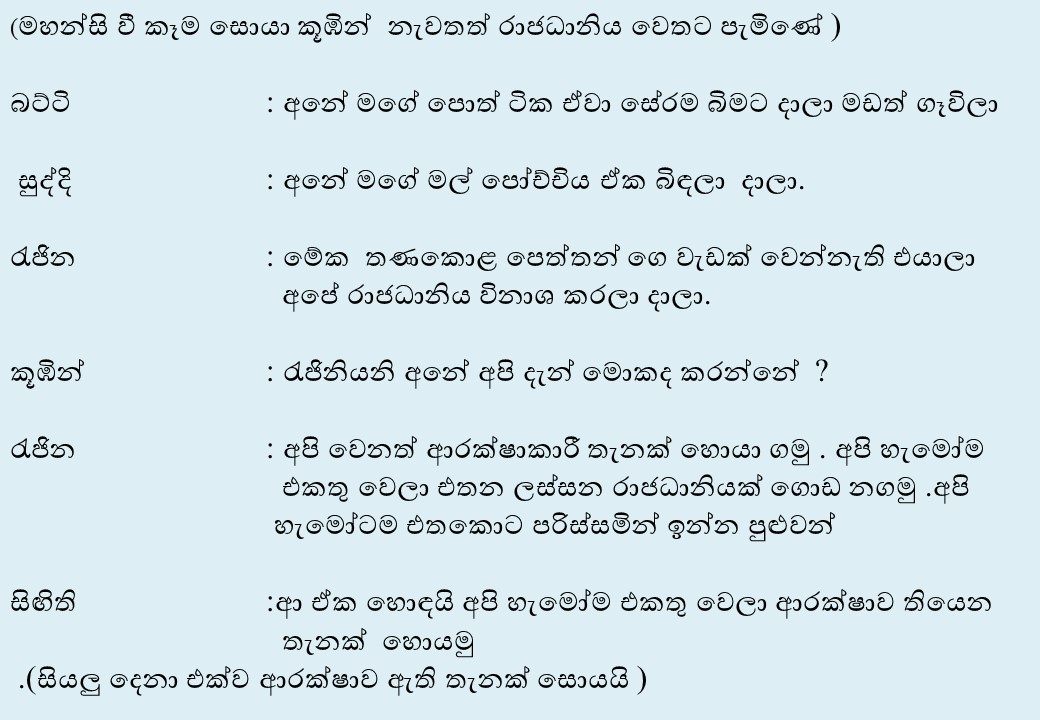 (මහන්සි වී කෑම සොයා කූඹින්  නැවතත් රාජධානිය වෙතට පැමිණේ )
බට්ටි : අනේ මගේ පොත් ටික ඒවා සේරම බිමට දාලා මඩත් ගෑවිලා
සුද්දි : අනේ මගේ මල් පෝච්චිය ඒක බිඳලා  දාලා.
රැජින : මේක  තණකොළ පෙත්තන් ගෙ වැඩක් වෙන්නැති එයාලා
අපේ රාජධානිය විනාශ කරලා දාලා.
කූඹින් : රැජිනියනි අනේ අපි දැන් මොකද කරන්නේ  ?
රැජින : අපි වෙනත් ආරක්ෂාකාරී තැනක් හොයා ගමු . අපි හැමෝම
එකතු වෙලා එතන ලස්සන රාජධානියක් ගොඩ නගමු .අපි
හැමෝටම එතකොට පරිස්සමින් ඉන්න පුළුවන්
සිඟිති :ආ ඒක හොඳයි අපි හැමෝම එකතු වෙලා ආරක්ෂාව තියෙන
තැනක්  හොයමු
.(සියලු දෙනා එක්ව ආරක්ෂාව ඇති තැනක් සොයයි )